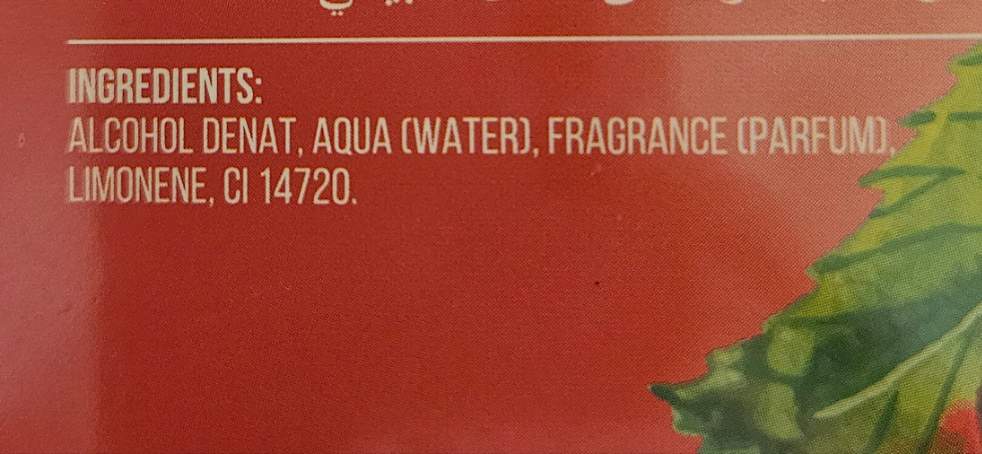 INGREDIENTS:
ALCOHOL DENAT, AQUA (WATER), FRAGRANCE (PARFUM),
LIMONENE, CI 14720.